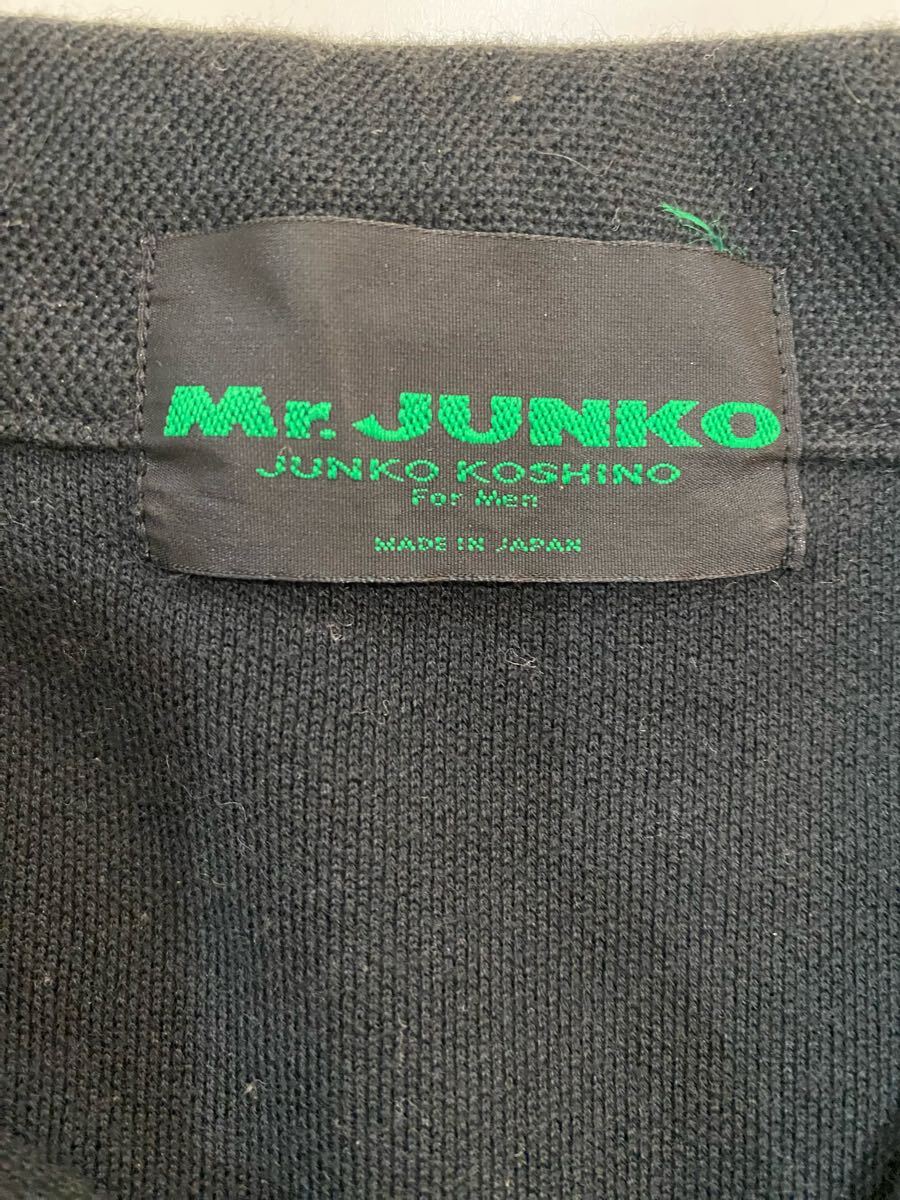 Mr. JUNKO
JUNKO KOSHINO
For Men
MADE IN JAPAN